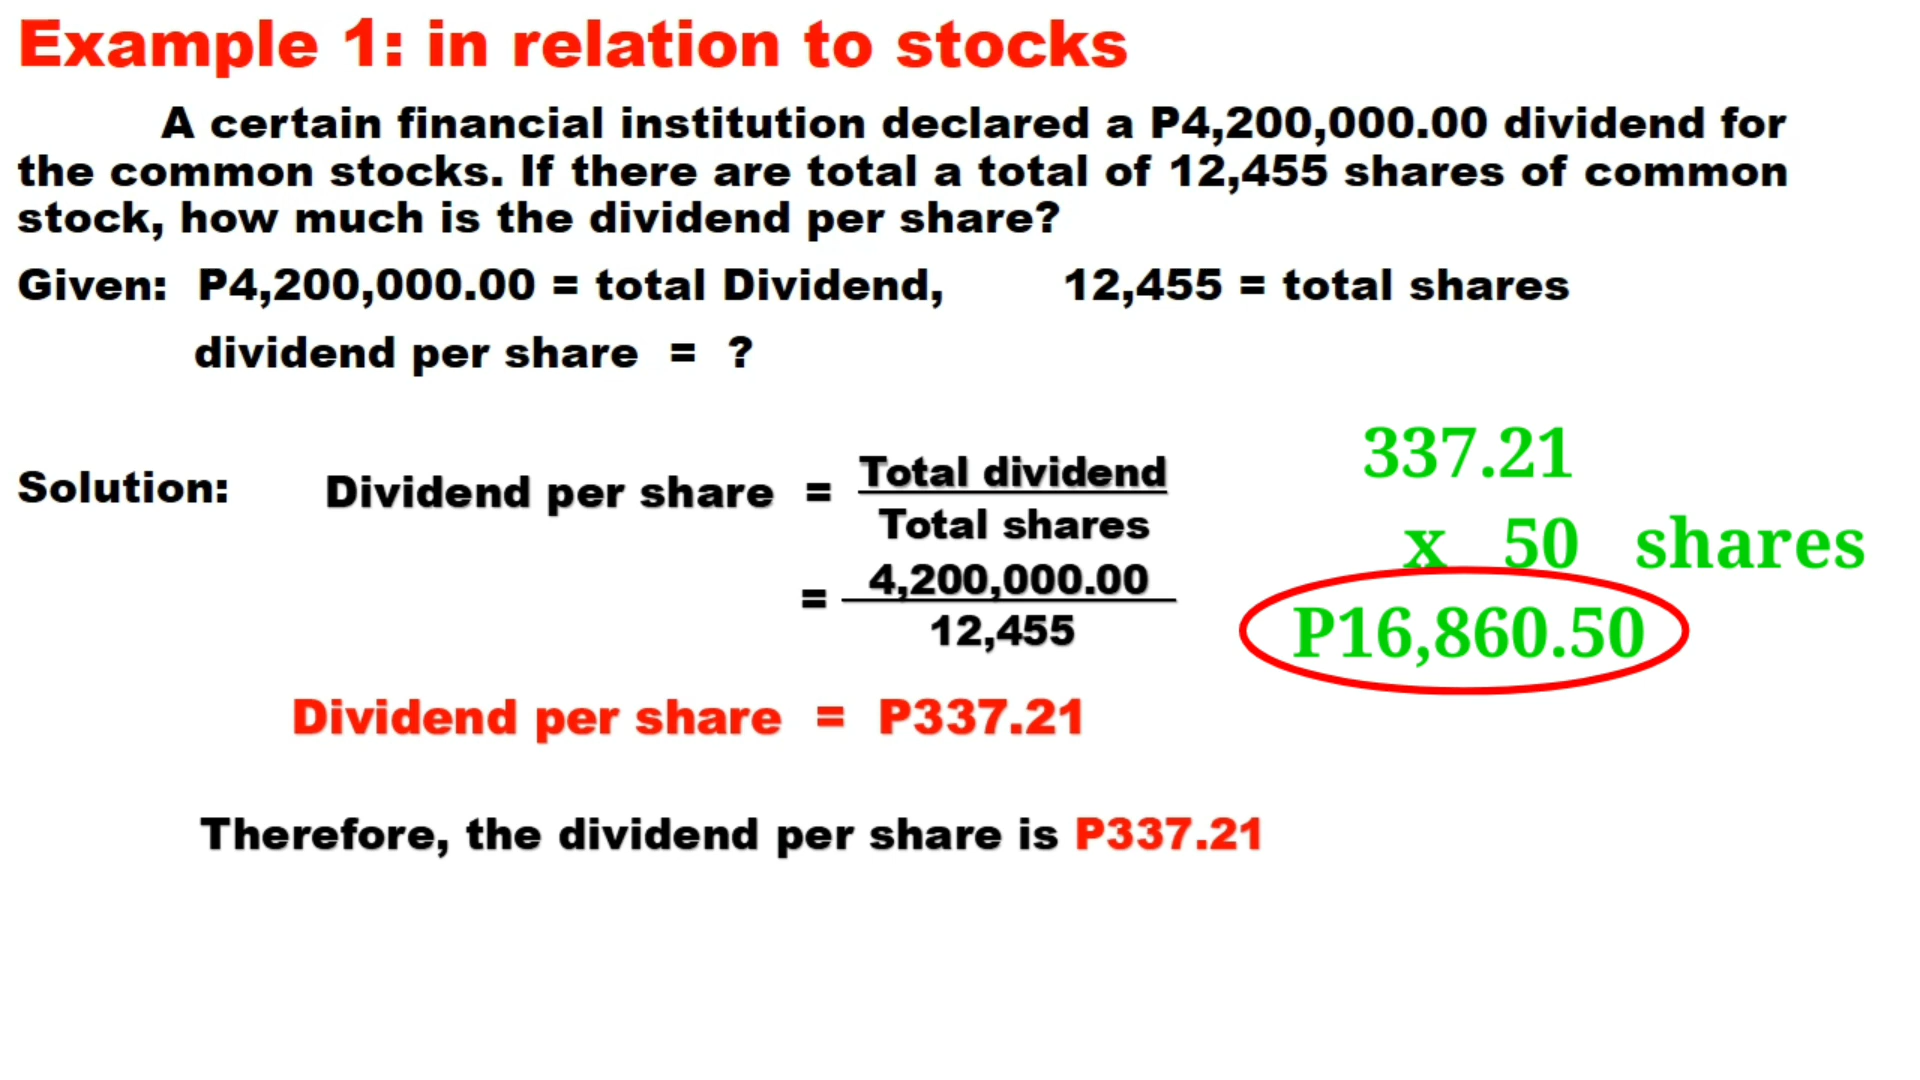 Example 1: in relation to stocks
A certain financial institution declared a P4,200,000.00 dividend for
the common stocks. If there are total a total of 12,455 shares of common
stock, how much is the dividend per share?
Given: P4,200,000.00 = total Dividend, 12,455 = total shares
dividend per share = ?
Solution: Dividend per share = Total dividend
Total shares
= 4,200,000.00
12,455
Dividend per share = P337.21
Therefore, the dividend per share is P337.21
337.21
x 50 shares
P16,860.50